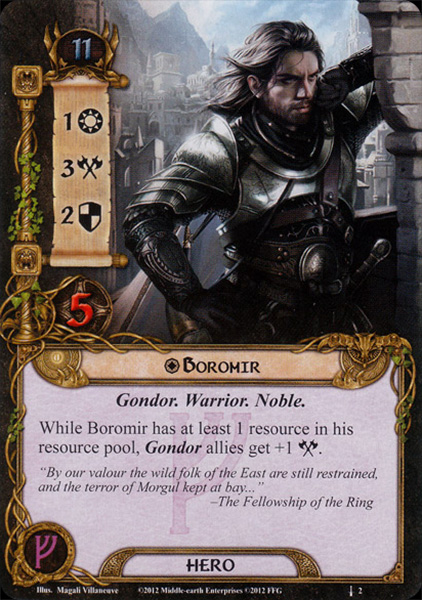 11
1
3
2
5
Boromir
Gondor. Warrior. Noble.
While Boromir has at least 1 resource in his
resource pool, Gondor allies get +1 .
“By our valour the wild folk of the East are still restrained,
and the terror of Morgul kept at bay...”
–The Fellowship of the Ring
HERO
Illus. Magali Villaneuve ©2012 Middle-earth Enterprises ©2012 FFG 2